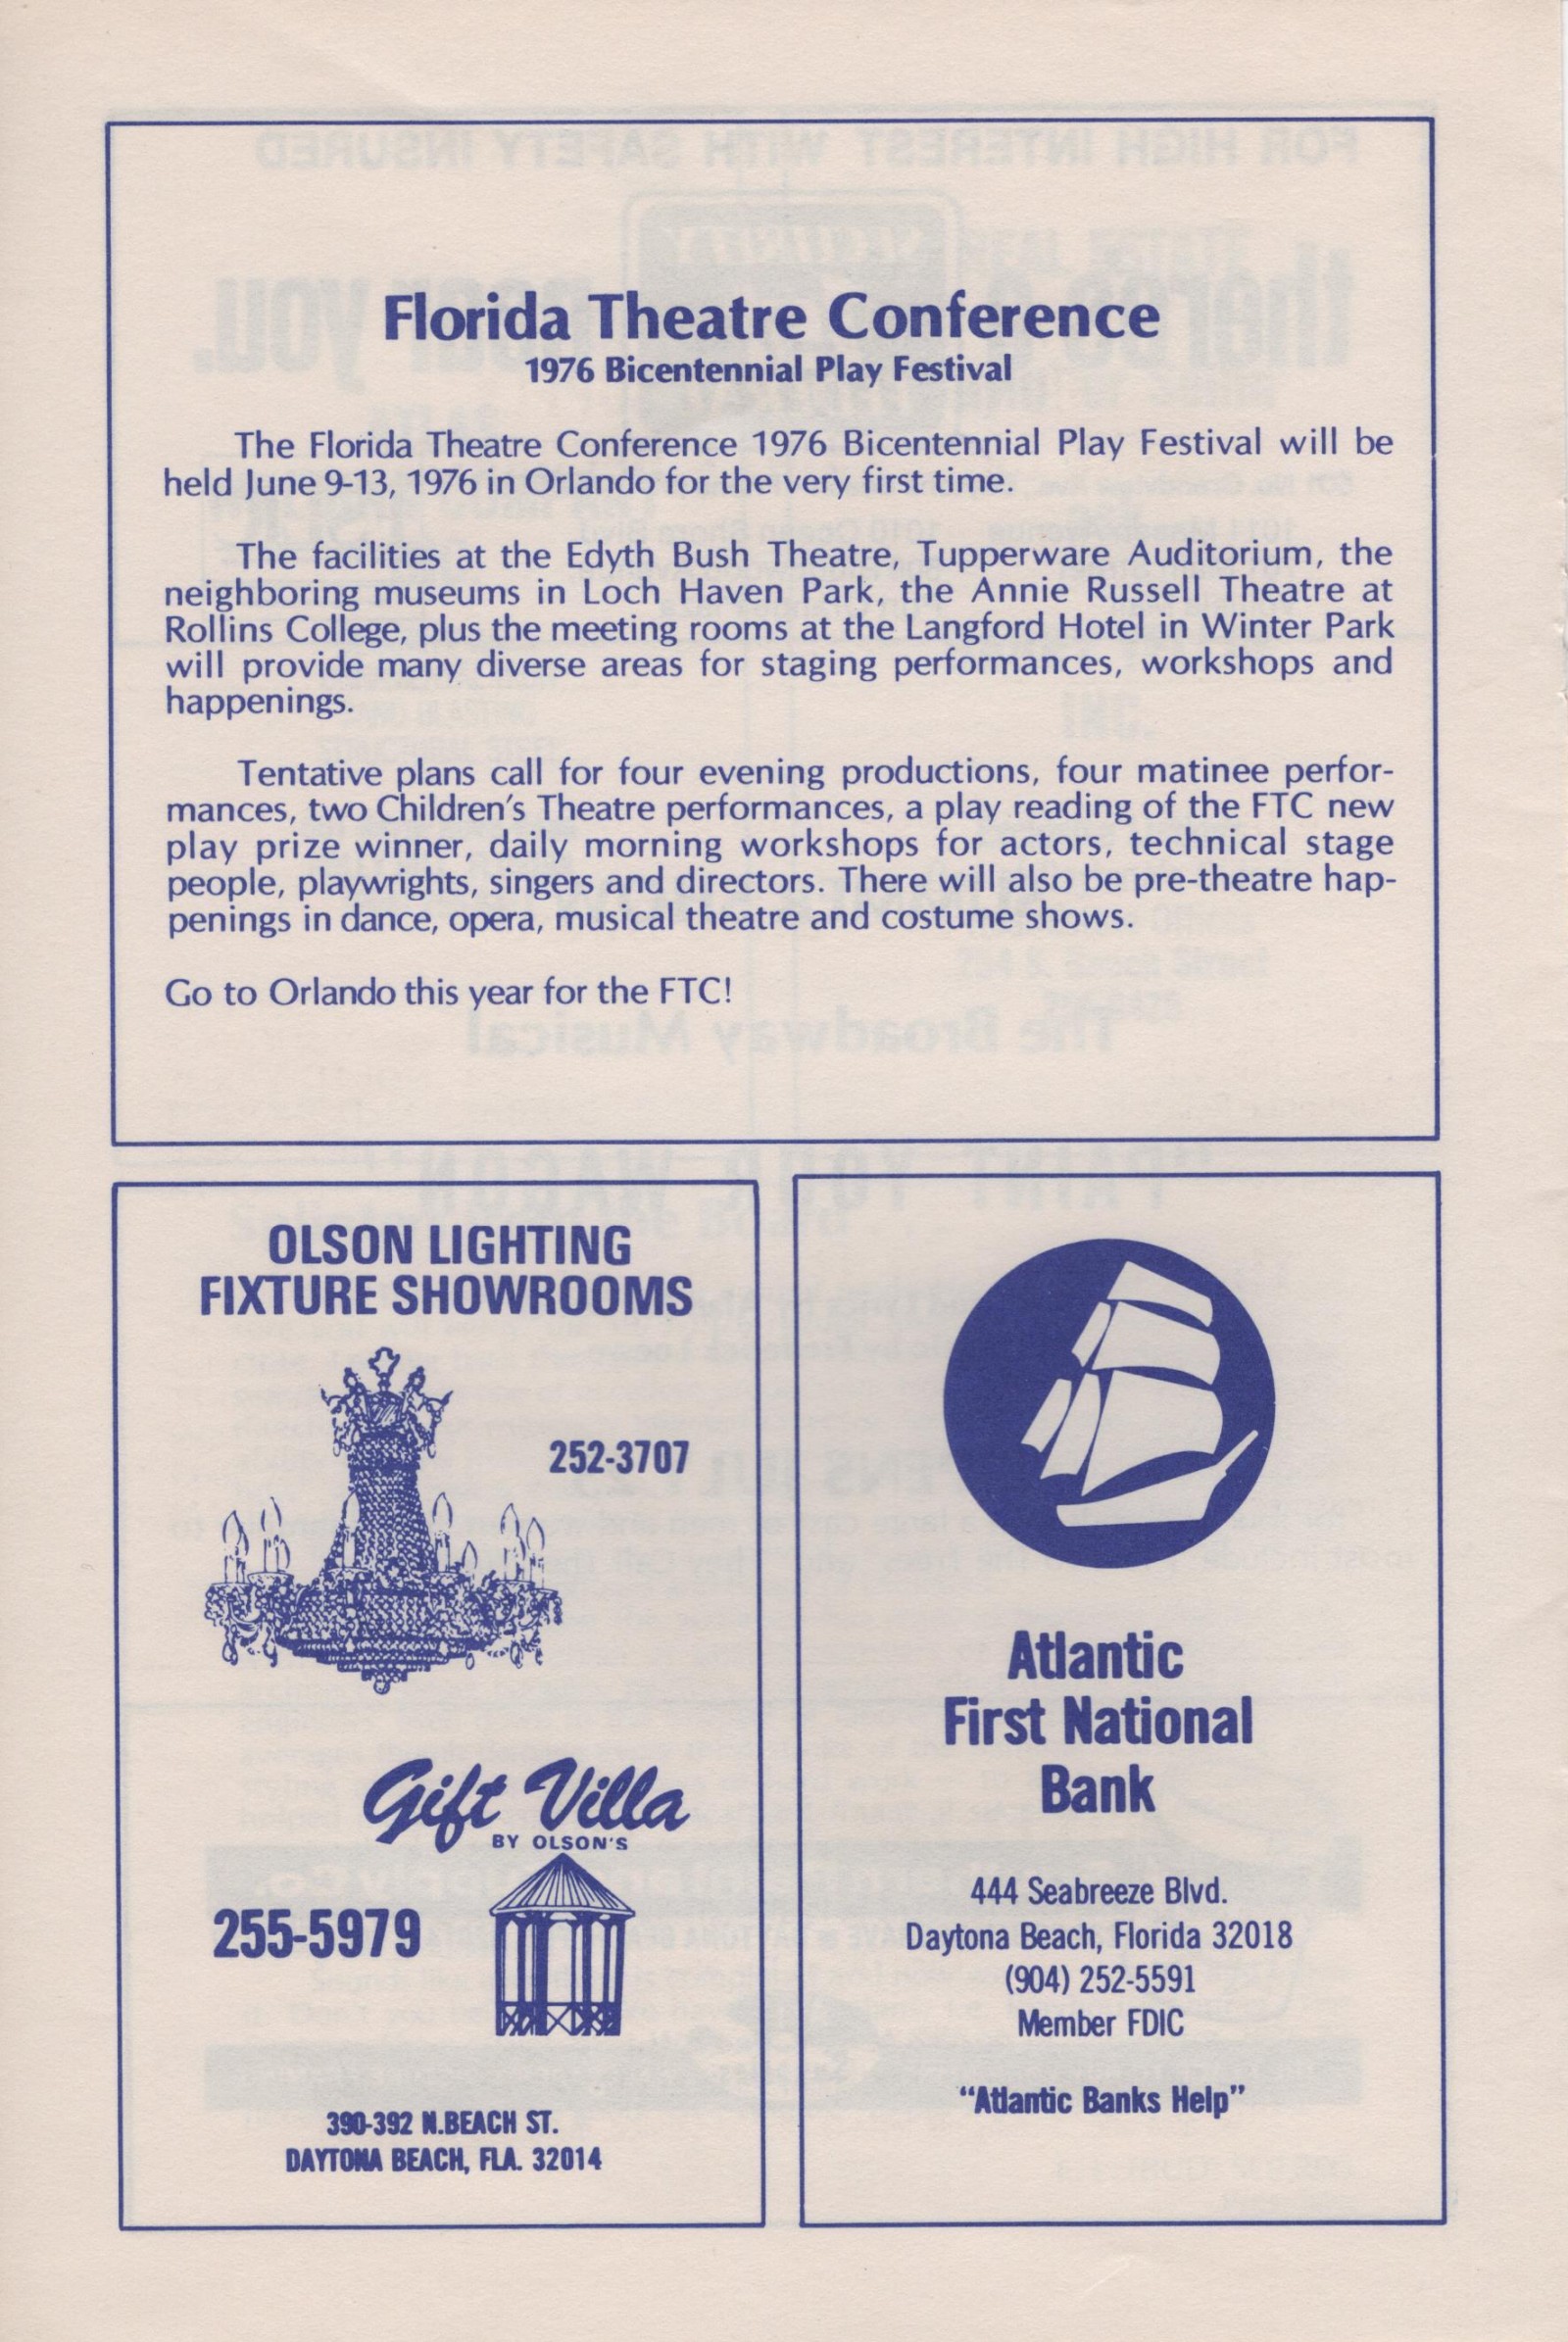 Florida Theatre Conference
1976 Bicentennial Play Festival
The Florida Theatre Conference 1976 Bicentennial Play Festival will be
held June 9-13, 1976 in Orlando for the very first time.
The facilities at the Edyth Bush Theatre, Tupperware Auditorium, the
neighboring museums in Loch Haven Park, the Annie Russell Theatre at
Rollins College, plus the meeting rooms at the Langford Hotel in Winter Park
will provide many diverse areas for staging performances, workshops and
happenings.
Tentative plans call for four evening productions, four matinee perfor-
mances, two Children's Theatre performances, a play reading of the FTC new
play prize winner, daily morning workshops for actors, technical stage
people, playwrights, singers and directors. There will also be pre-theatre hap-
penings in dance, opera, musical theatre and costume shows.
Go to Orlando this year for the FTC!
OLSON LIGHTING
FIXTURE SHOWROOMS
252-3707
Gift Villa
BY OLSON'S
255-5979
390-392 N.BEACH ST.
DAYTONA BEACH, FLA. 32014
Atlantic
First National
Bank
444 Seabreeze Blvd.
Daytona Beach, Florida 32018
(904) 252-5591
Member FDIC
"Atlantic Banks Help"